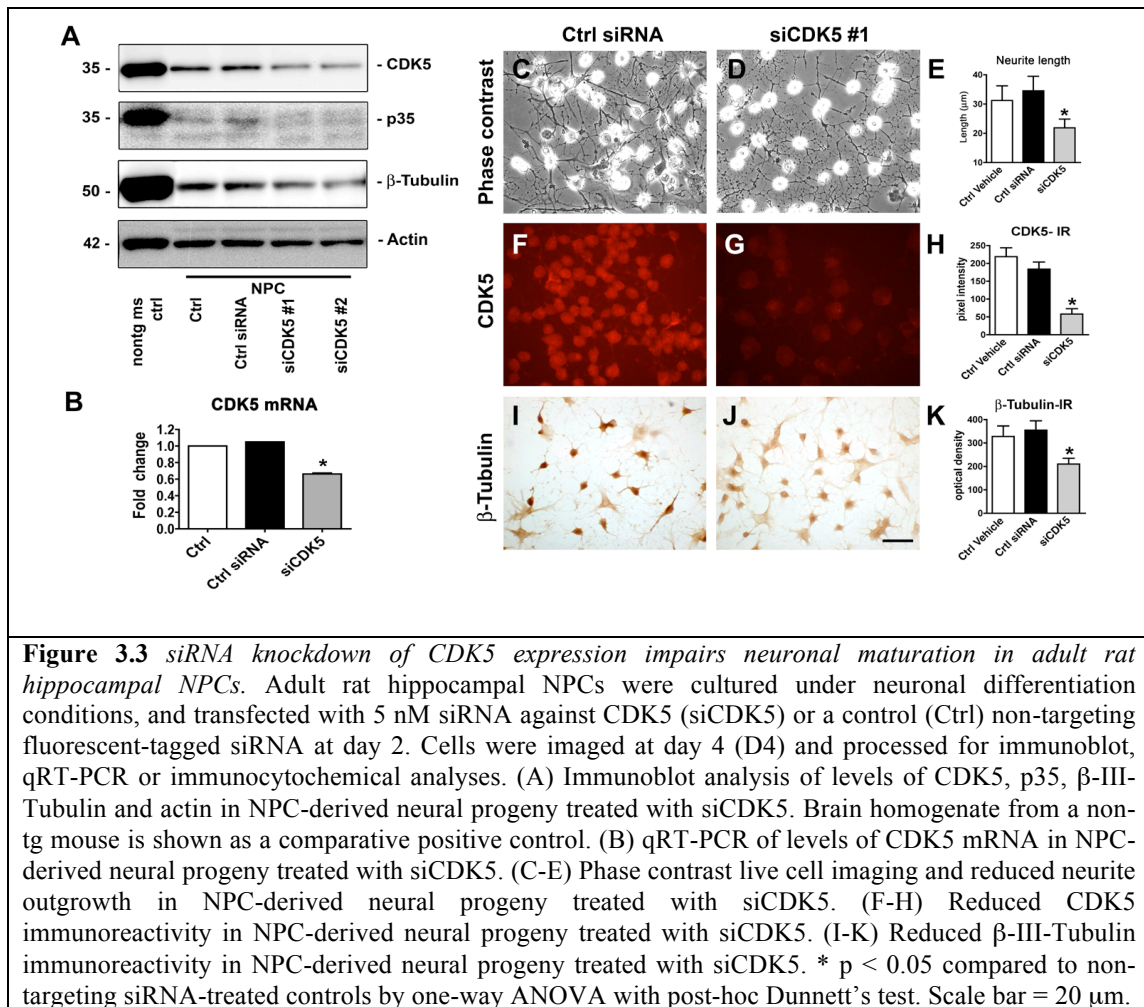 A
35 -
- CDK5
35 -
- p35
50 -
- β-Tubulin
42 -
- Actin
NPC
nontg ms ctrl
Ctrl
Ctrl siRNA
siCDK5 #1
siCDK5 #2
B
CDK5 mRNA
Fold change
1.2
1.0
0.8
0.6
0.4
0.2
0.0
*
Ctrl
Ctrl siRNA
siCDK5
Ctrl siRNA
siCDK5 #1
Phase contrast
C
D
E
Neurite length
Length (µm)
40
30
20
10
*
Ctrl Vehicle
Crtl siRNA
siCDK5
CDK5
F
G
H
CDK5- IR
pixel intensity
250
200
150
100
50
0
*
Ctrl Vehicle
Crtl siRNA
siCDK5
β-Tubulin
I
J
K
β-Tubulin-IR
optical density
400
300
200
100
0
*
Ctrl Vehicle
Crtl siRNA
siCDK5
Figure 3.3 siRNA knockdown of CDK5 expression impairs neuronal maturation in adult rat
hippocampal NPCs. Adult rat hippocampal NPCs were cultured under neuronal differentiation
conditions, and transfected with 5 nM siRNA against CDK5 (siCDK5) or a control (Ctrl) non-targeting
fluorescent-tagged siRNA at day 2. Cells were imaged at day 4 (D4) and processed for immunoblot,
qRT-PCR or immunocytochemical analyses. (A) Immunoblot analysis of levels of CDK5, p35, β-III-
Tubulin and actin in NPC-derived neural progeny treated with siCDK5. Brain homogenate from a non-
tg mouse is shown as a comparative positive control. (B) qRT-PCR of levels of CDK5 mRNA in NPC-
derived neural progeny treated with siCDK5. (C-E) Phase contrast live cell imaging and reduced neurite
outgrowth in NPC-derived neural progeny treated with siCDK5. (F-H) Reduced CDK5
immunoreactivity in NPC-derived neural progeny treated with siCDK5. (I-K) Reduced β-III-Tubulin
immunoreactivity in NPC-derived neural progeny treated with siCDK5. * p < 0.05 compared to non-
targeting siRNA-treated controls by one-way ANOVA with post-hoc Dunnett's test. Scale bar = 20 µm.